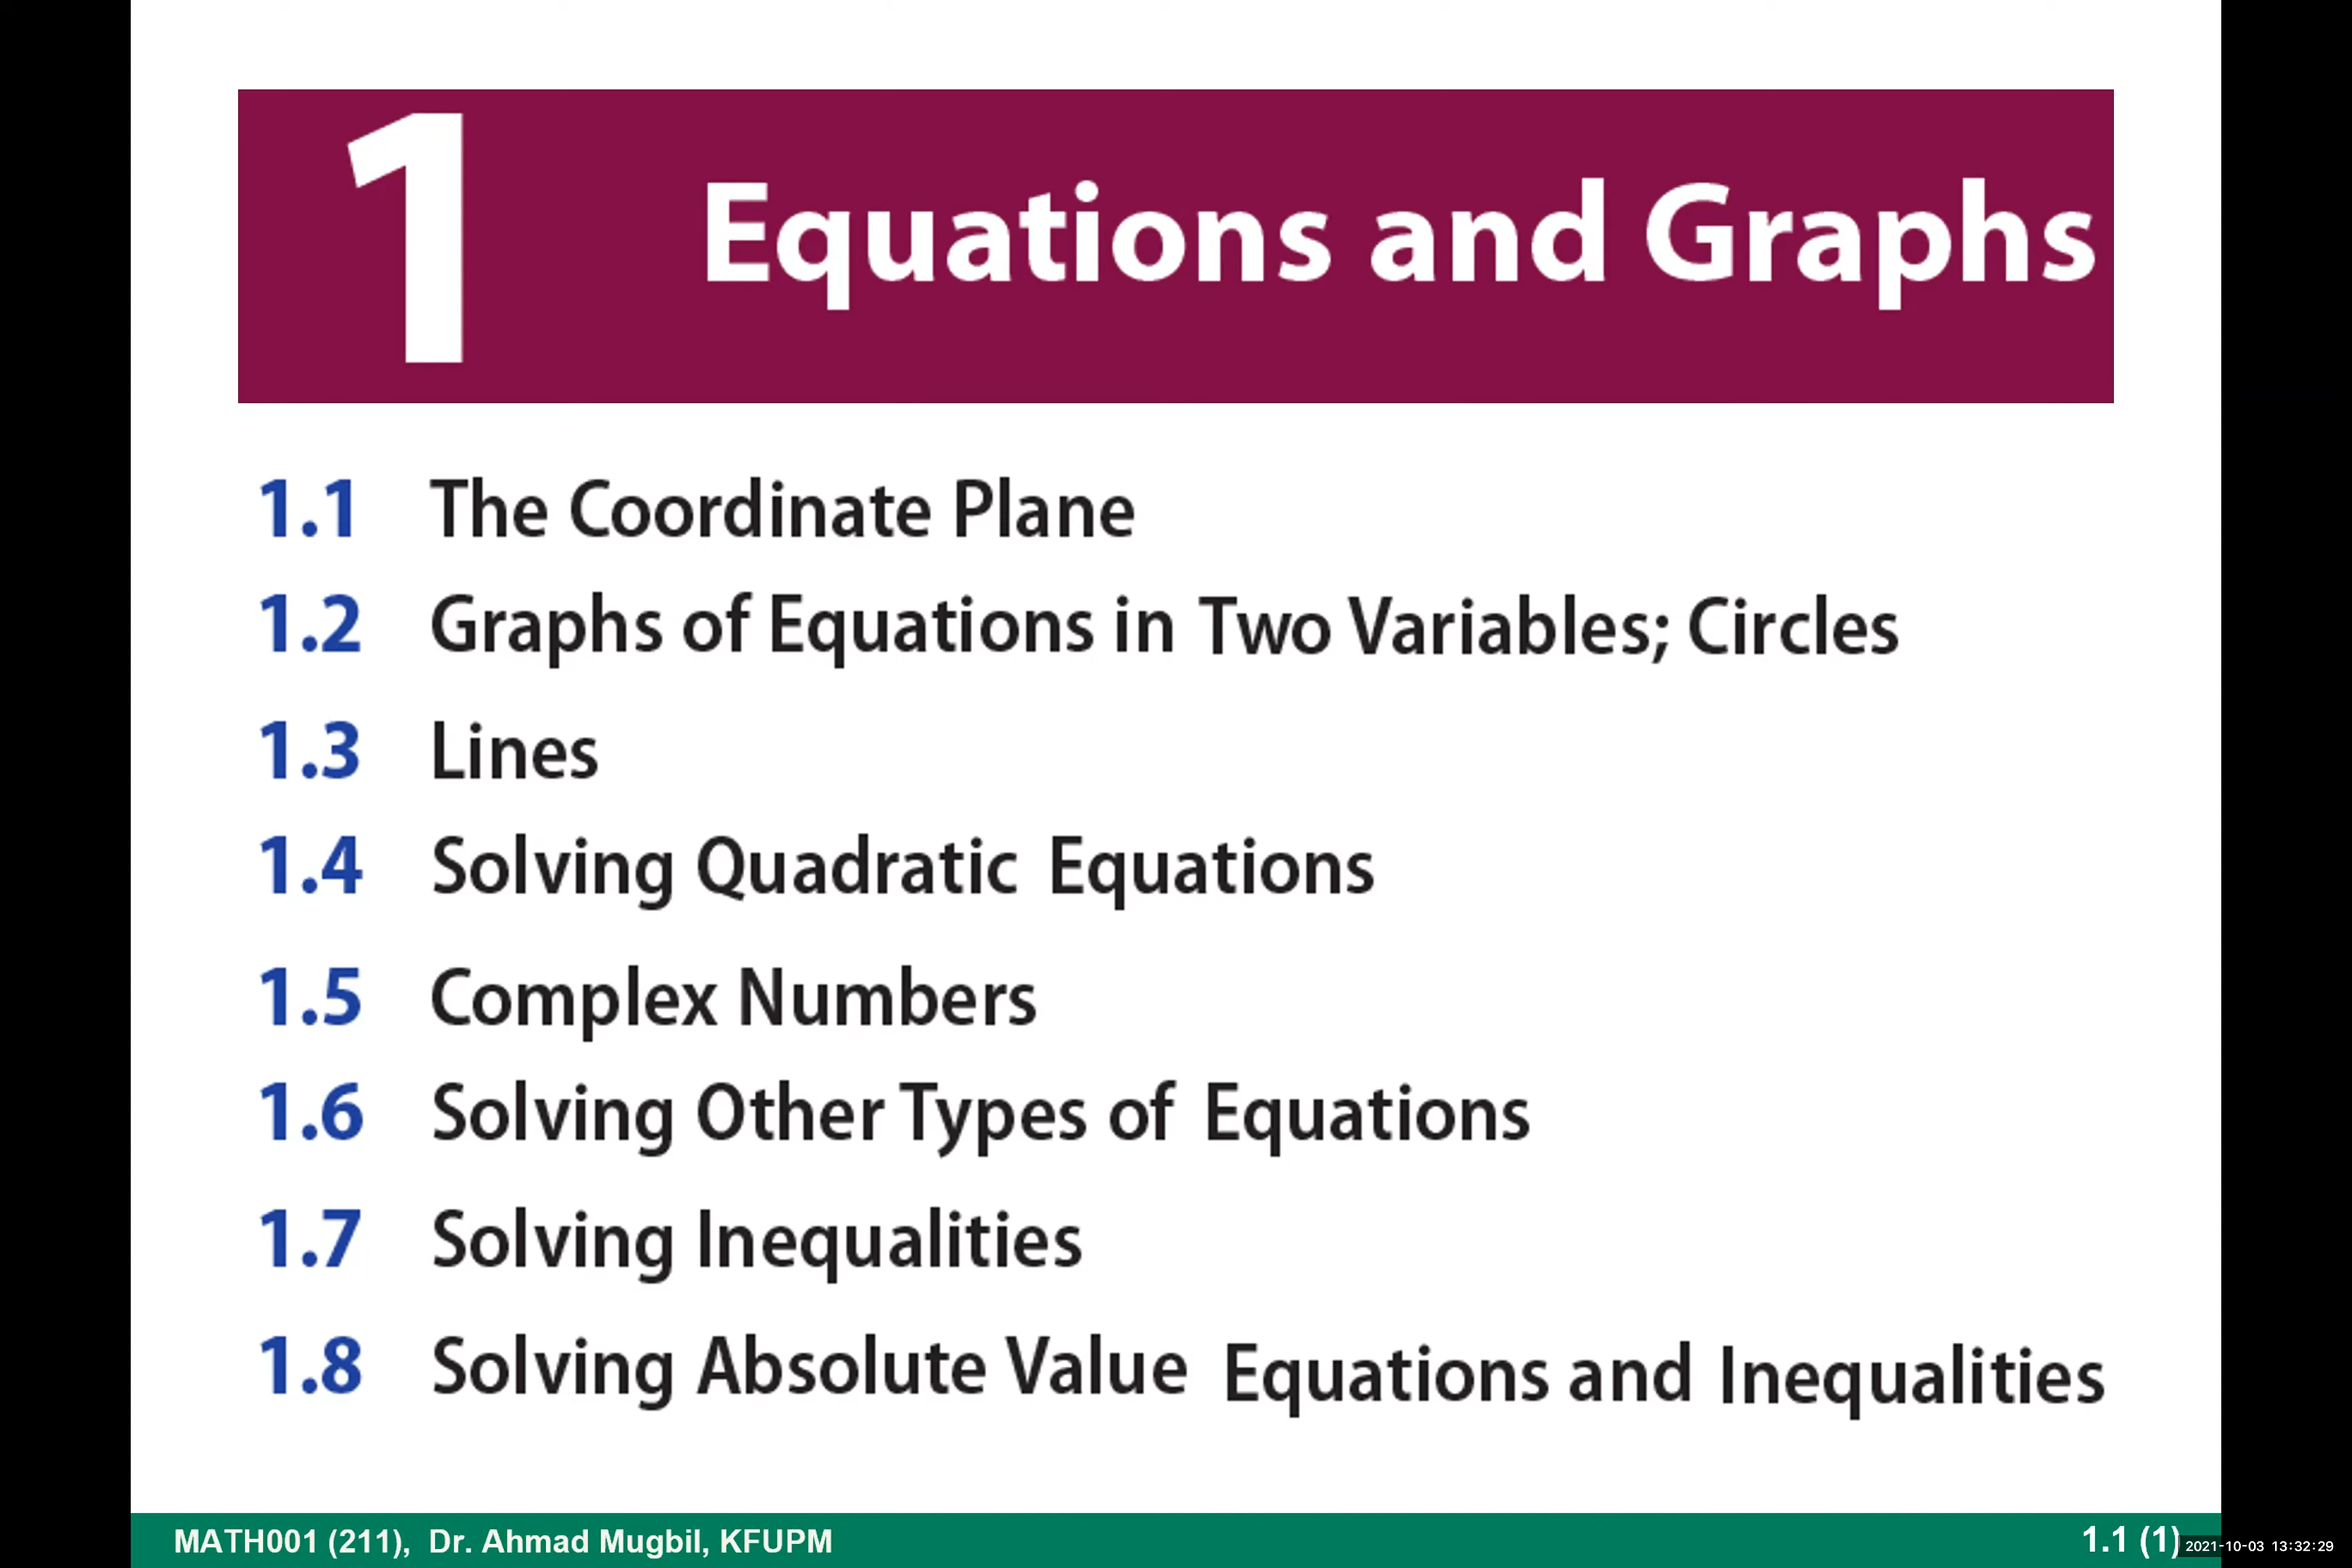 1 Equations and Graphs
1.1 The Coordinate Plane
1.2 Graphs of Equations in Two Variables; Circles
1.3 Lines
1.4 Solving Quadratic Equations
1.5 Complex Numbers
1.6 Solving Other Types of Equations
1.7 Solving Inequalities
1.8 Solving Absolute Value Equations and Inequalities
MATH001 (211), Dr. Ahmad Mugbil, KFUPM
1.1 (1)
2021-10-03 13:32:29